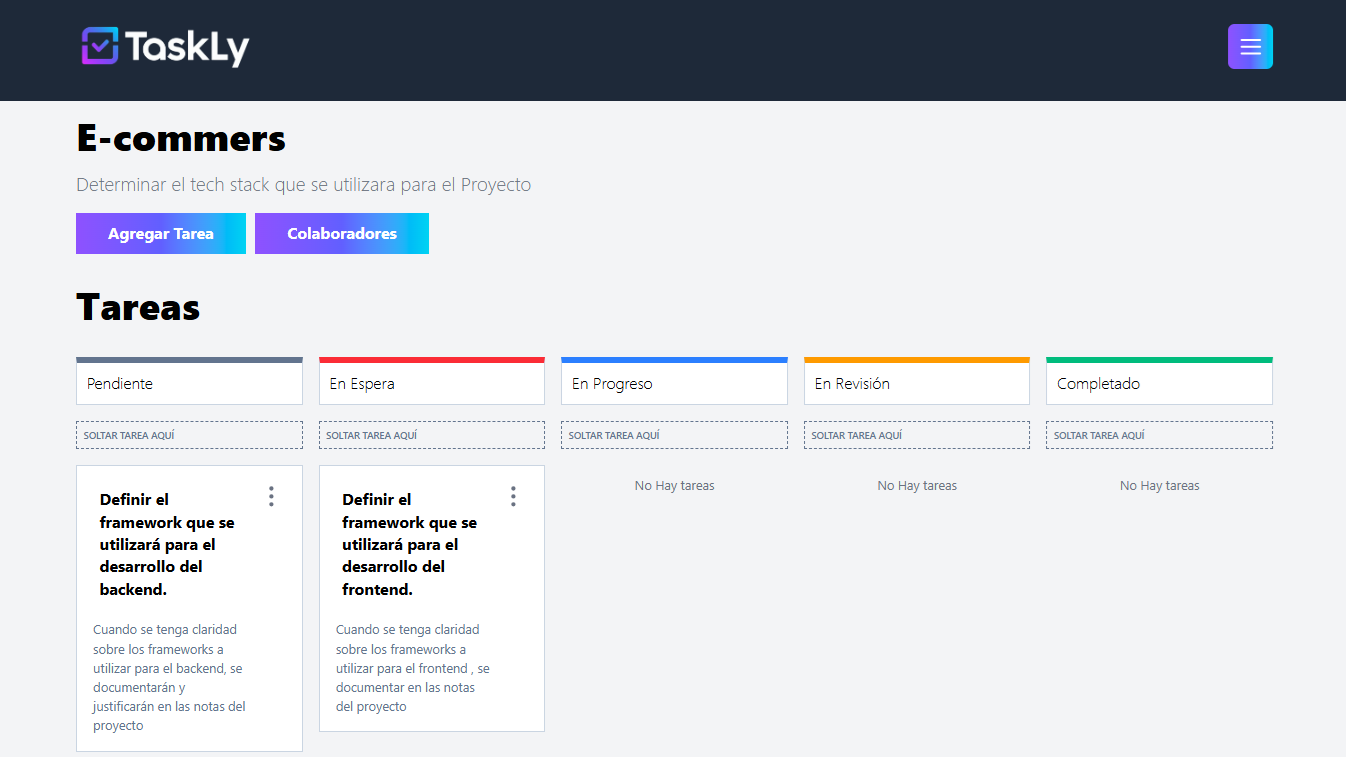 TaskLy
E-commers
Determinar el tech stack que se utilizara para el Proyecto
Agregar Tarea
Colaboradores
Tareas
Pendiente
En Espera
En Progreso
En Revisión
Completado
SOLTAR TAREA AQUÍ
SOLTAR TAREA AQUÍ
SOLTAR TAREA AQUÍ
SOLTAR TAREA AQUÍ
SOLTAR TAREA AQUÍ
Definir el
framework que se
utilizará para el
desarrollo del
backend.
Cuando se tenga claridad
sobre los frameworks a
utilizar para el backend, se
documentarán y
justificarán en las notas del
proyecto
Definir el
framework que se
utilizará para el
desarrollo del
frontend.
Cuando se tenga claridad
sobre los frameworks a
utilizar para el frontend , se
documentar en las notas
del proyecto
No Hay tareas
No Hay tareas
No Hay tareas